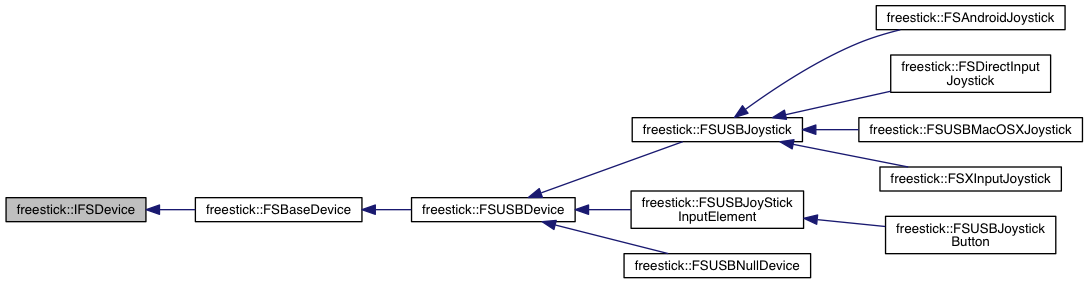 freestick::FSAndroidJoystick
freestick::FSDirectInput
Joystick
freestick::FSUSBJoystick
freestick::FSUSBMacOSXJoystick
freestick::FSXInputJoystick
freestick::IFSDevice
freestick::FSBaseDevice
freestick::FSUSBDevice
freestick::FSUSBJoyStick
InputElement
freestick::FSUSBJoystick
Button
freestick::FSUSBNullDevice